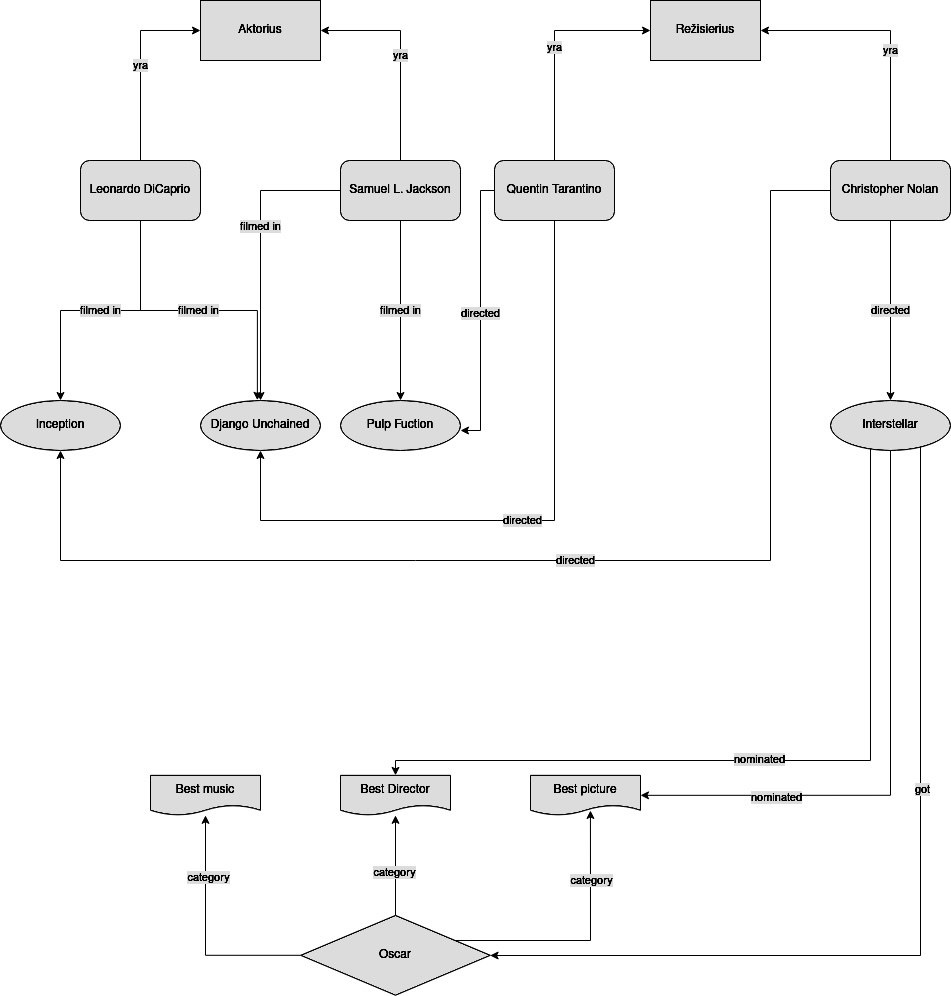 Aktorius
Režisierius
yra
yra
yra
yra
Leonardo DiCaprio
Samuel L. Jackson
Quentin Tarantino
Christopher Nolan
filmed in
filmed in
filmed in
filmed in
directed
directed
Inception
Django Unchained
Pulp Fuction
Interstellar
directed
directed
nominated
Best music
Best Director
Best picture
nominated
got
category
category
category
Oscar